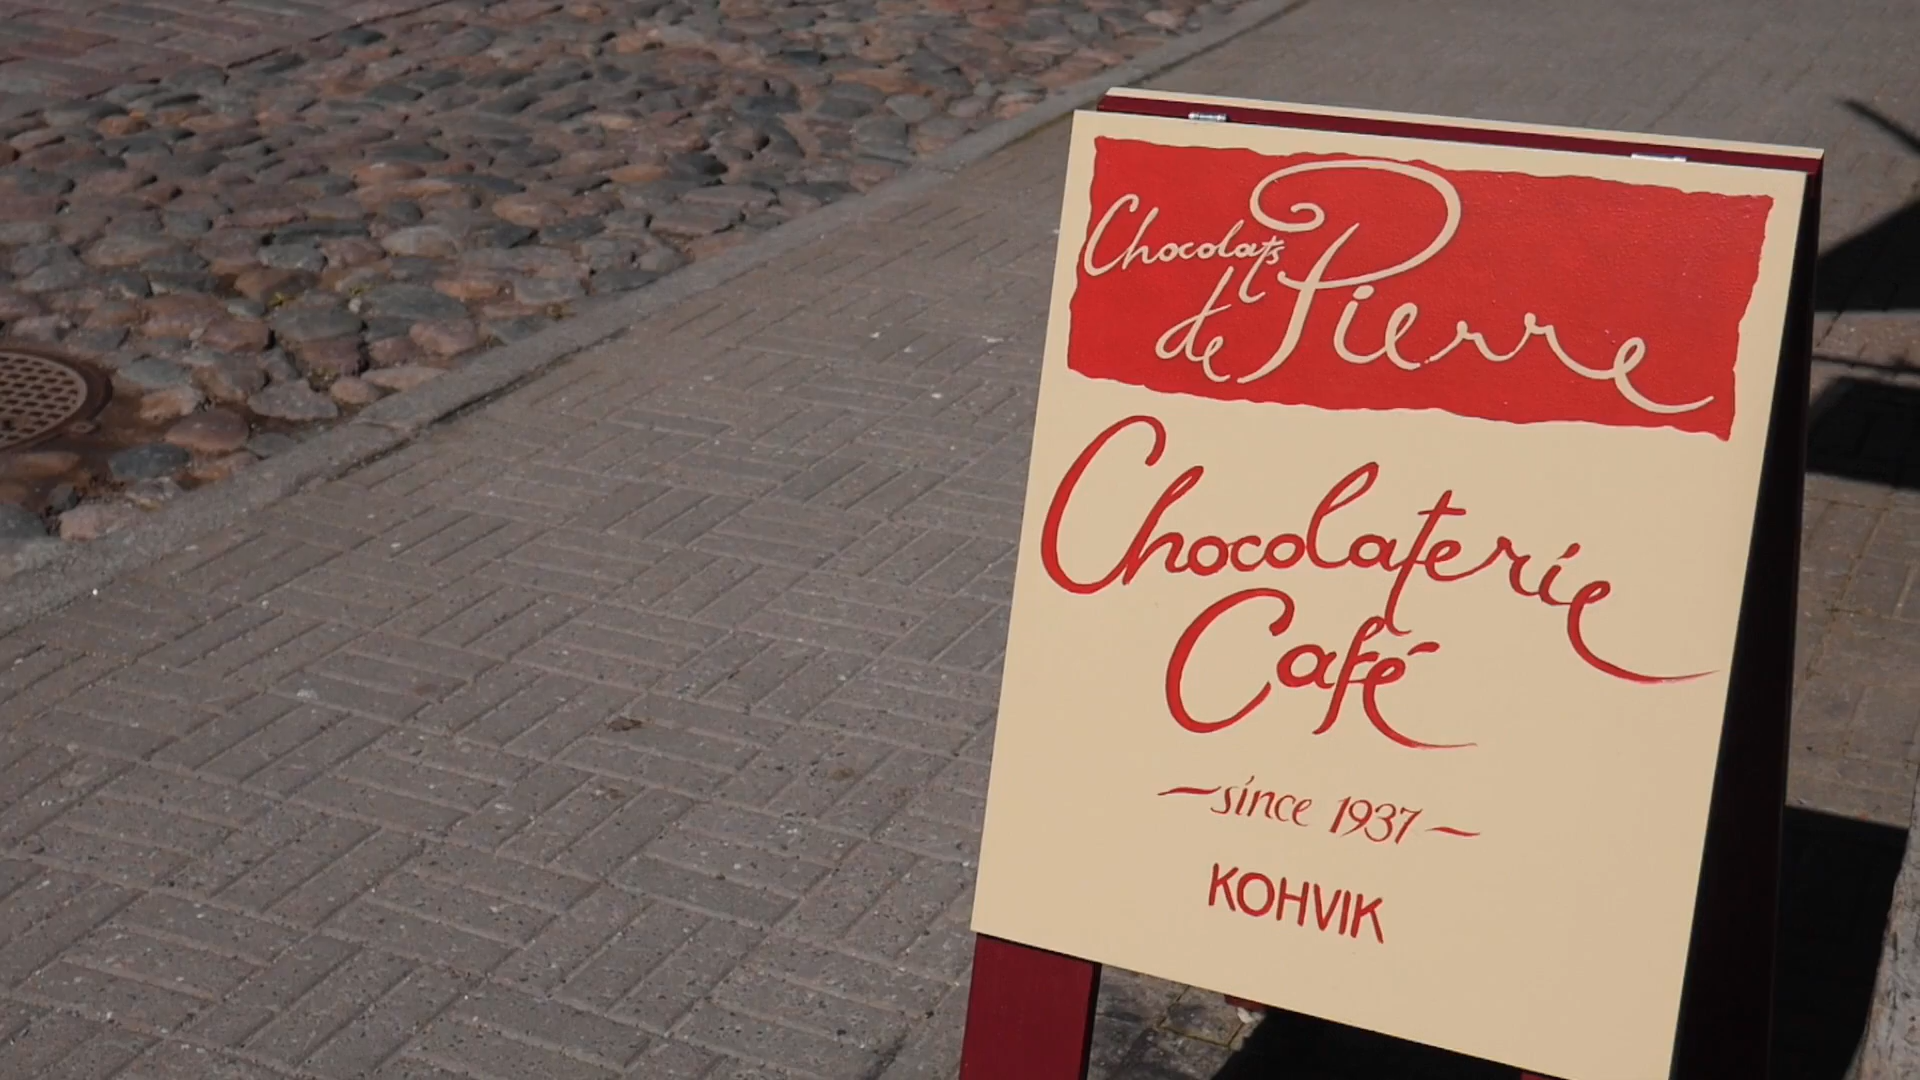 Chocolats
de Pierre
Chocolaterie
Café
—since 1937—
KOHVIK